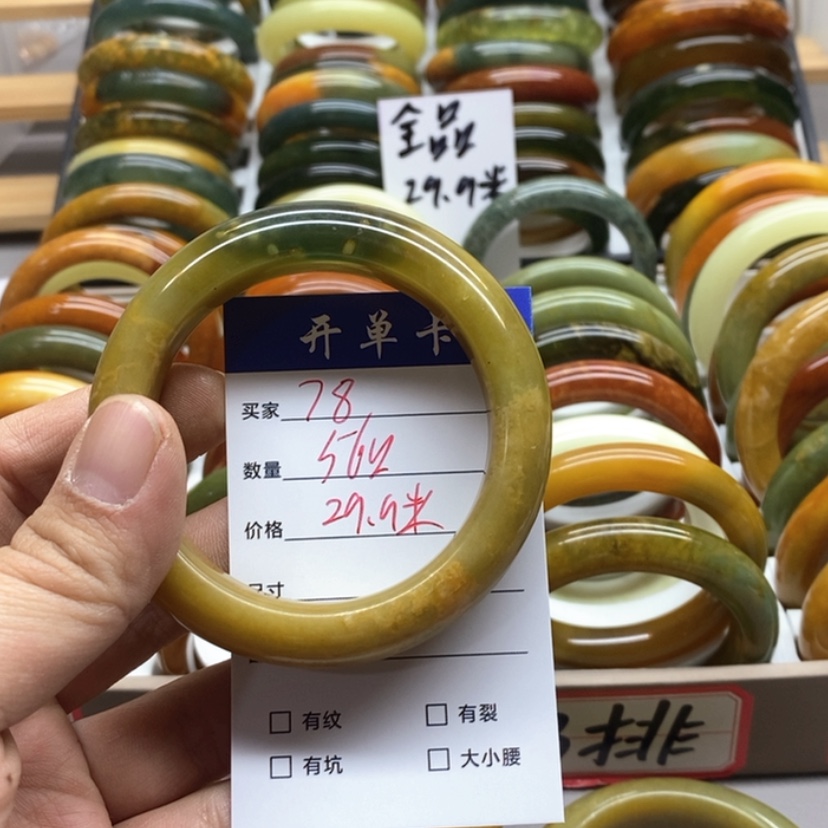 全品
29.9米
开单卡
买家 78
数量
价格 29.9米
尺寸
有纹
有裂
有坑
大小腰
排